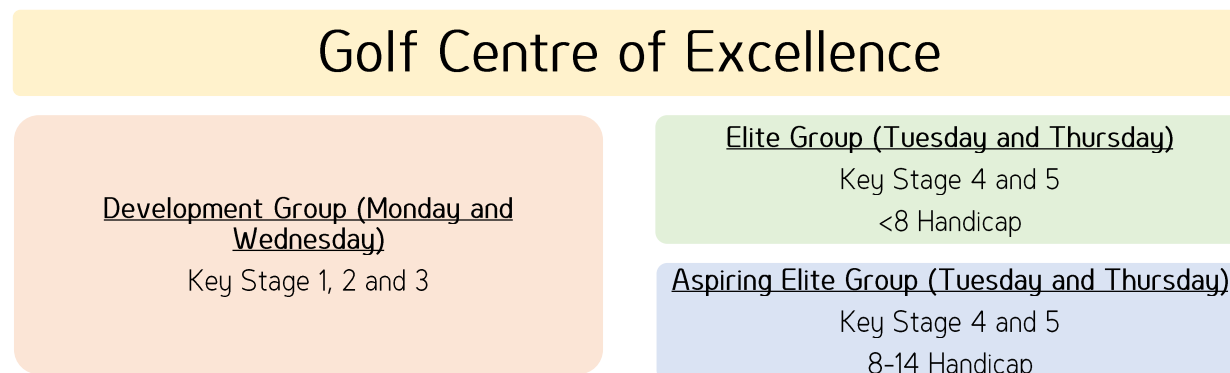 Golf Centre of Excellence
Development Group (Monday and
Wednesday)
Key Stage 1, 2 and 3
Elite Group (Tuesday and Thursday)
Key Stage 4 and 5
<8 Handicap
Aspiring Elite Group (Tuesday and Thursday)
Key Stage 4 and 5
8-14 Handicap